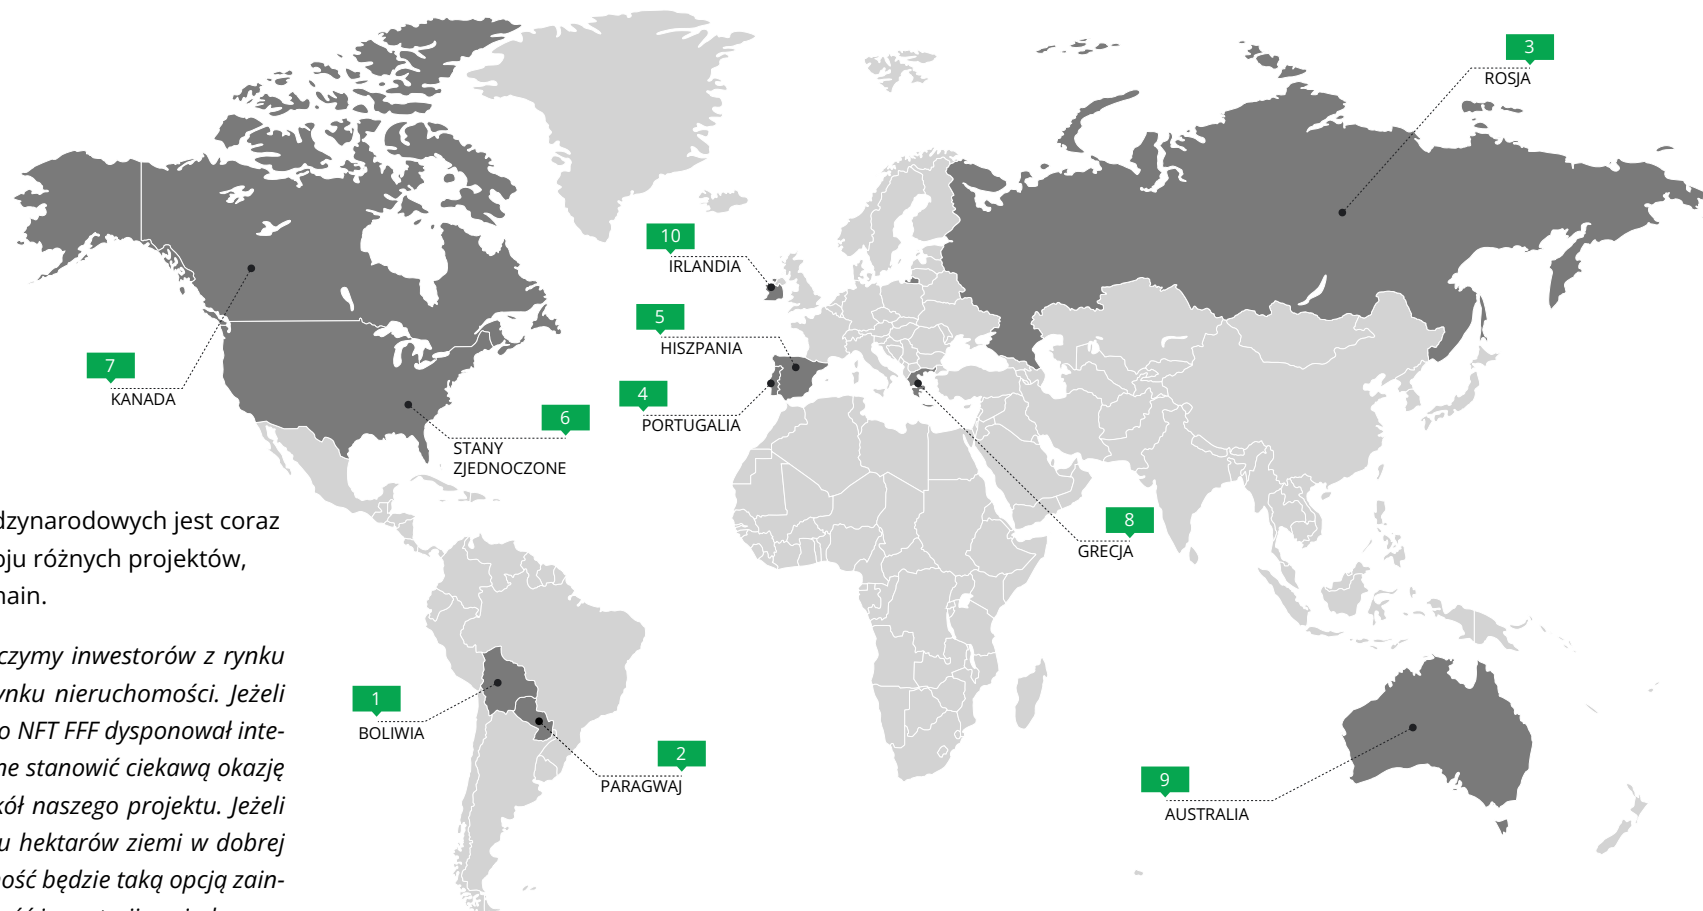 3
ROSJA
10
IRLANDIA
5
HISZPANIA
7
KANADA
4
PORTUGALIA
6
STANY
ZJEDNOCZONE
8
GRECJA
dzynarodowych jest coraz
oju różnych projektów,
hain.
czymy inwestorów z rynku
ynku nieruchomości. Jeżeli
o NFT FFF dysponował inte-
ne stanowić ciekawą okazję
kół naszego projektu. Jeżeli
u hektarów ziemi w dobrej
ność będzie taką opcją zain-
1
BOLIWIA
2
PARAGWAJ
9
AUSTRALIA